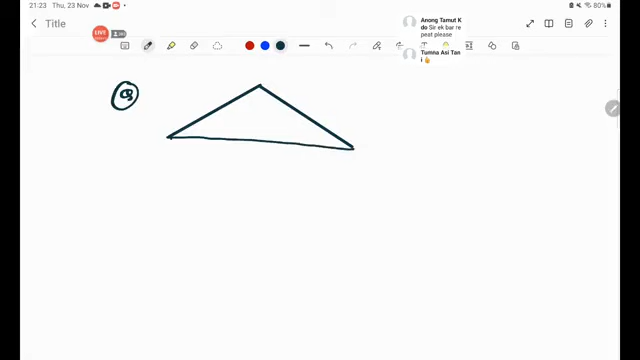 21:23 Thu, 23 Nov
80%
Title
LIVE
Anong Tamut K
do Sir ek bar re
peat please
Tumna Asi Tan
i👍
Q